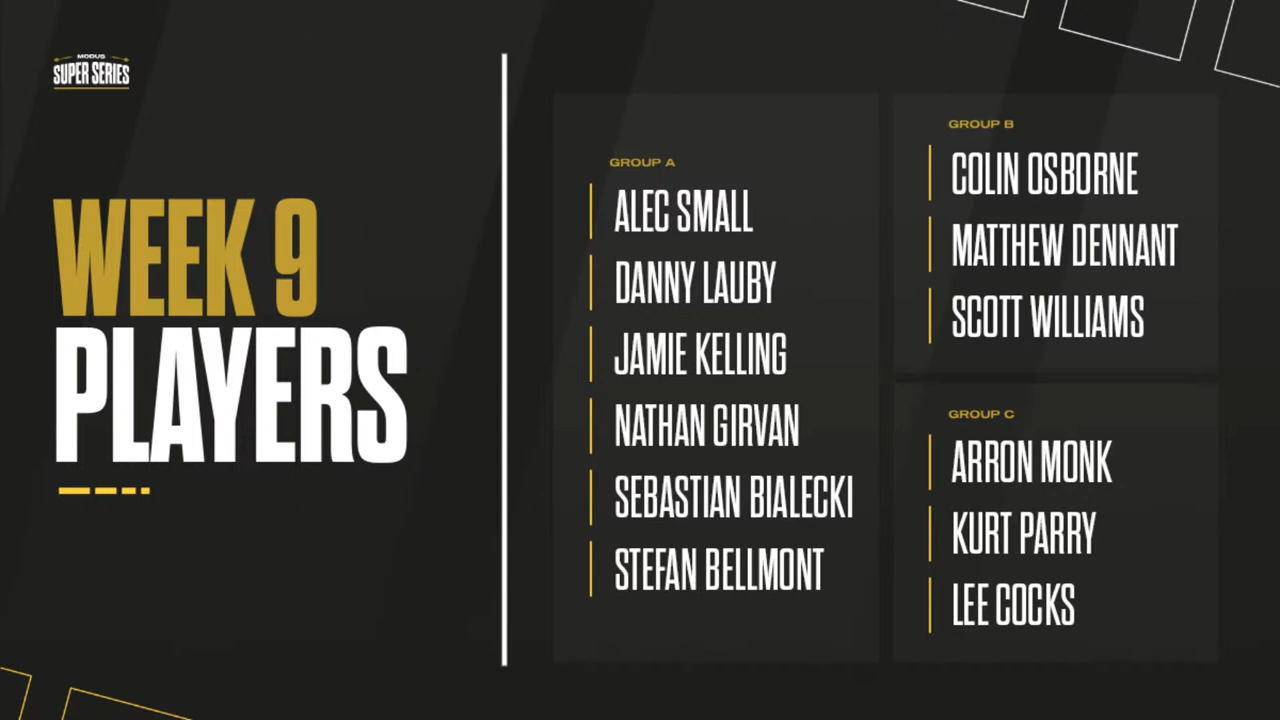 MODUS
SUPER SERIES
WEEK 9
PLAYERS
GROUP A
ALEC SMALL
DANNY LAUBY
JAMIE KELLING
NATHAN GIRVAN
SEBASTIAN BIALECKI
STEFAN BELLMONT
GROUP B
COLIN OSBORNE
MATTHEW DENNANT
SCOTT WILLIAMS
GROUP C
ARRON MONK
KURT PARRY
LEE COCKS